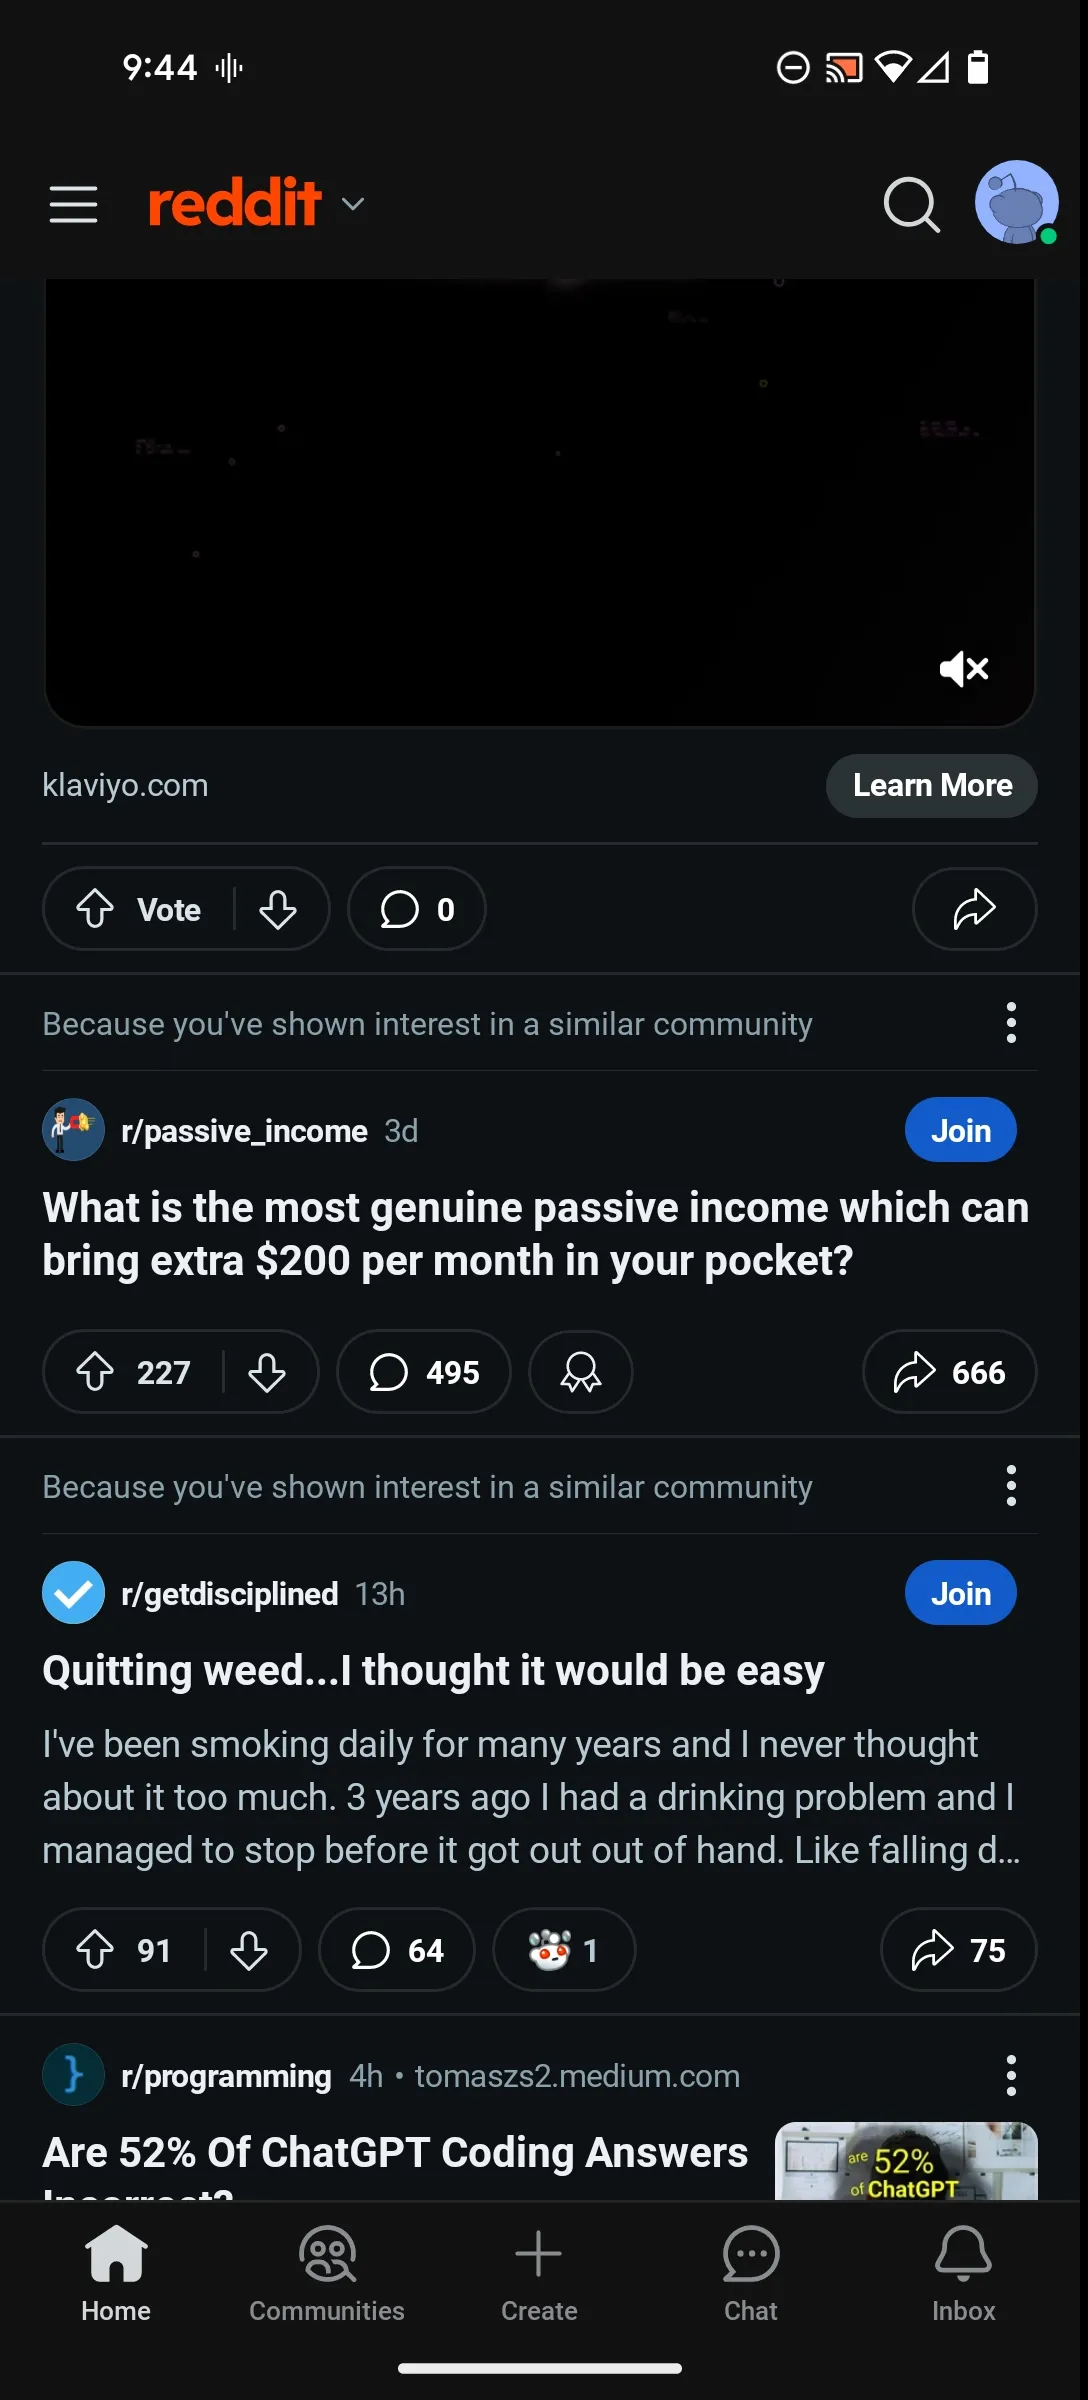 9:44
reddit
klaviyo.com
Learn More
Vote
0
Because you've shown interest in a similar community
r/passive_income 3d
Join
What is the most genuine passive income which can
bring extra $200 per month in your pocket?
227
495
666
Because you've shown interest in a similar community
r/getdisciplined 13h
Join
Quitting weed...I thought it would be easy
I've been smoking daily for many years and I never thought
about it too much. 3 years ago I had a drinking problem and I
managed to stop before it got out out of hand. Like falling d...
91
64
1
75
r/programming 4h • tomaszs2.medium.com
Are 52% Of ChatGPT Coding Answers
Incorrect?
are 52%
of ChatGPT
Home
Communities
Create
Chat
Inbox